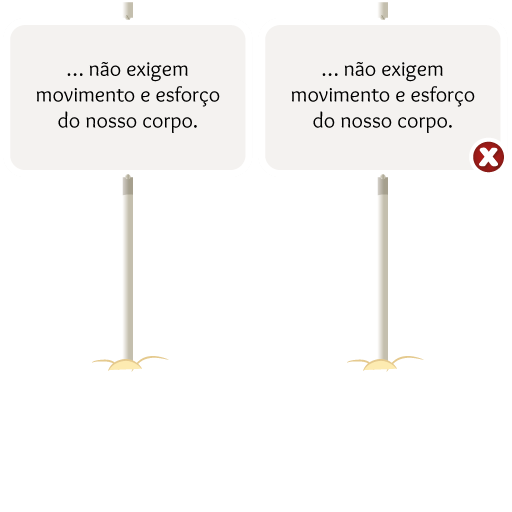 ... não exigem
movimento e esforço
do nosso corpo.
... não exigem
movimento e esforço
do nosso corpo.